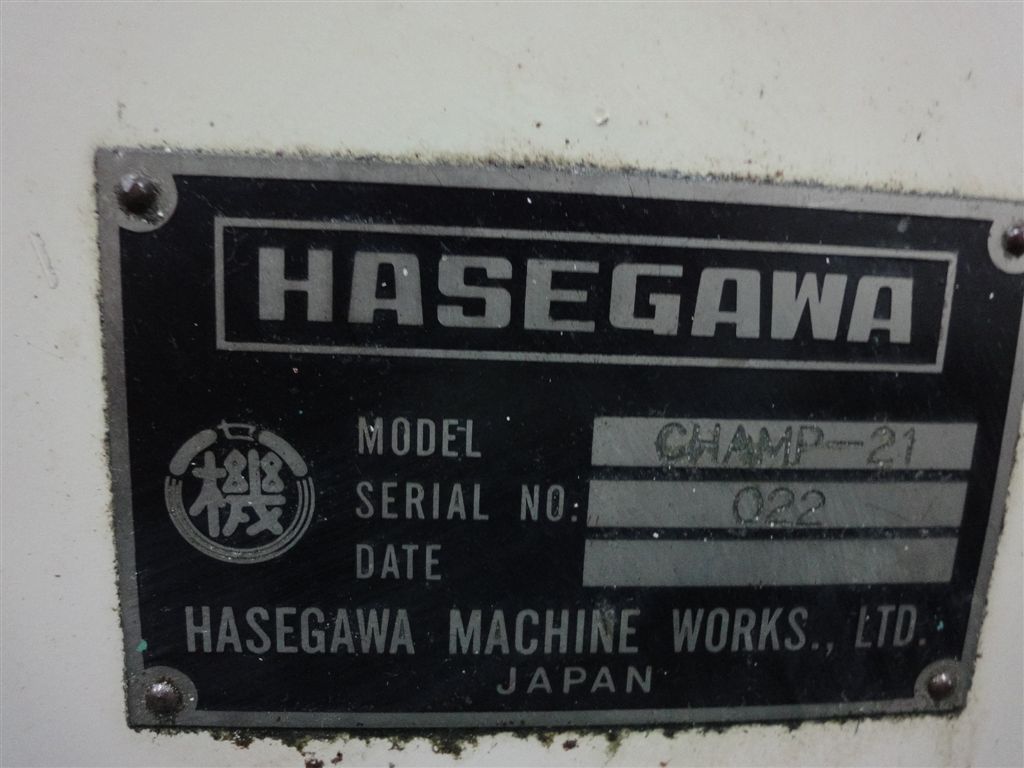 HASEGAWA
機
MODEL CHAMP-21
SERIAL NO: 022
DATE
HASEGAWA MACHINE WORKS., LTD.
JAPAN